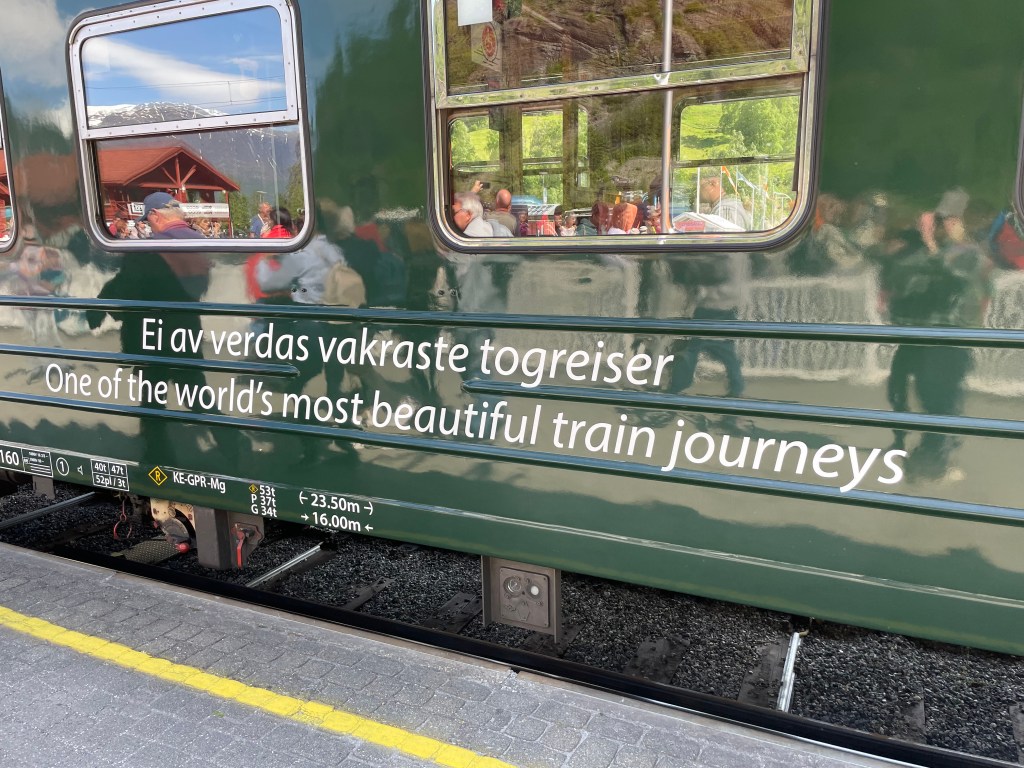 Ei av verdas vakraste togreiser
One of the world's most beautiful train journeys
160
1
40t 47t
52pl / 3t
R KE-GPR-Mg
R 53t
P 37t
G 34t
23.50m
16.00m